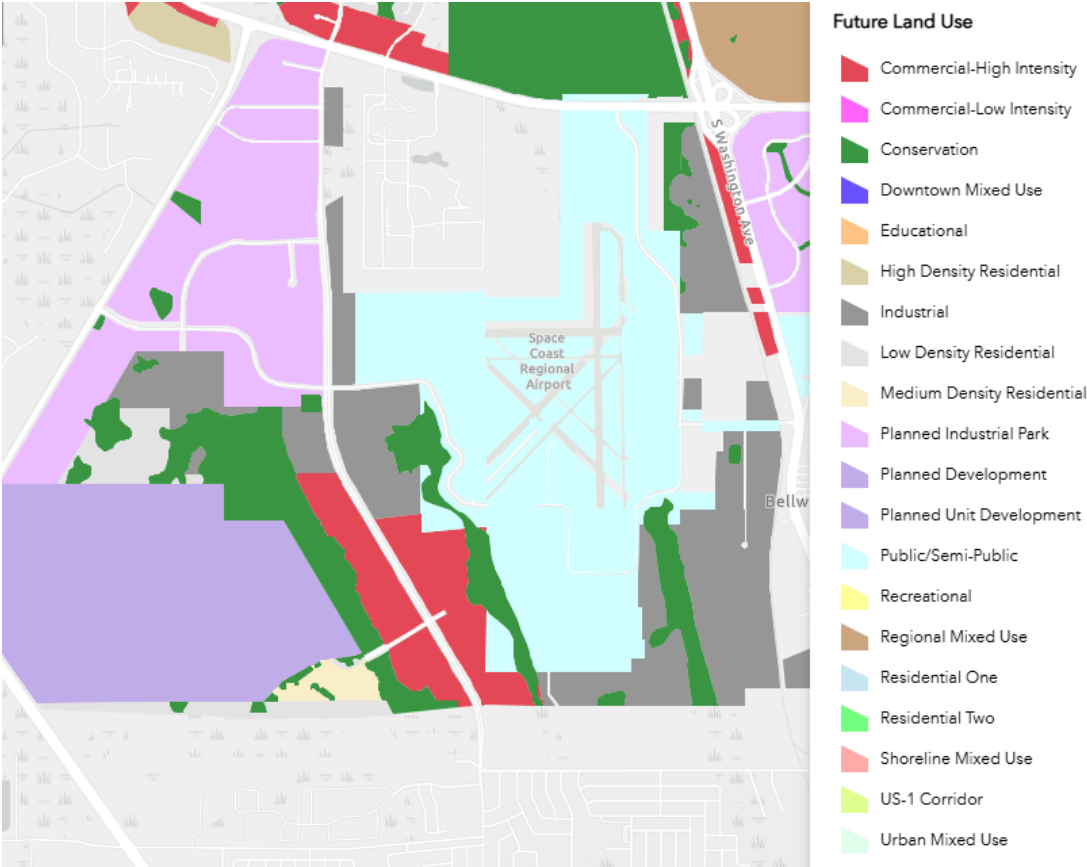 Future Land Use
Commercial-High Intensity
Commercial-Low Intensity
Conservation
Downtown Mixed Use
Educational
High Density Residential
Industrial
Low Density Residential
Medium Density Residential
Planned Industrial Park
Planned Development
Planned Unit Development
Public/Semi-Public
Recreational
Regional Mixed Use
Residential One
Residential Two
Shoreline Mixed Use
US-1 Corridor
Urban Mixed Use
S Washington Ave
Space
Coast
Regional
Airport
Bellw